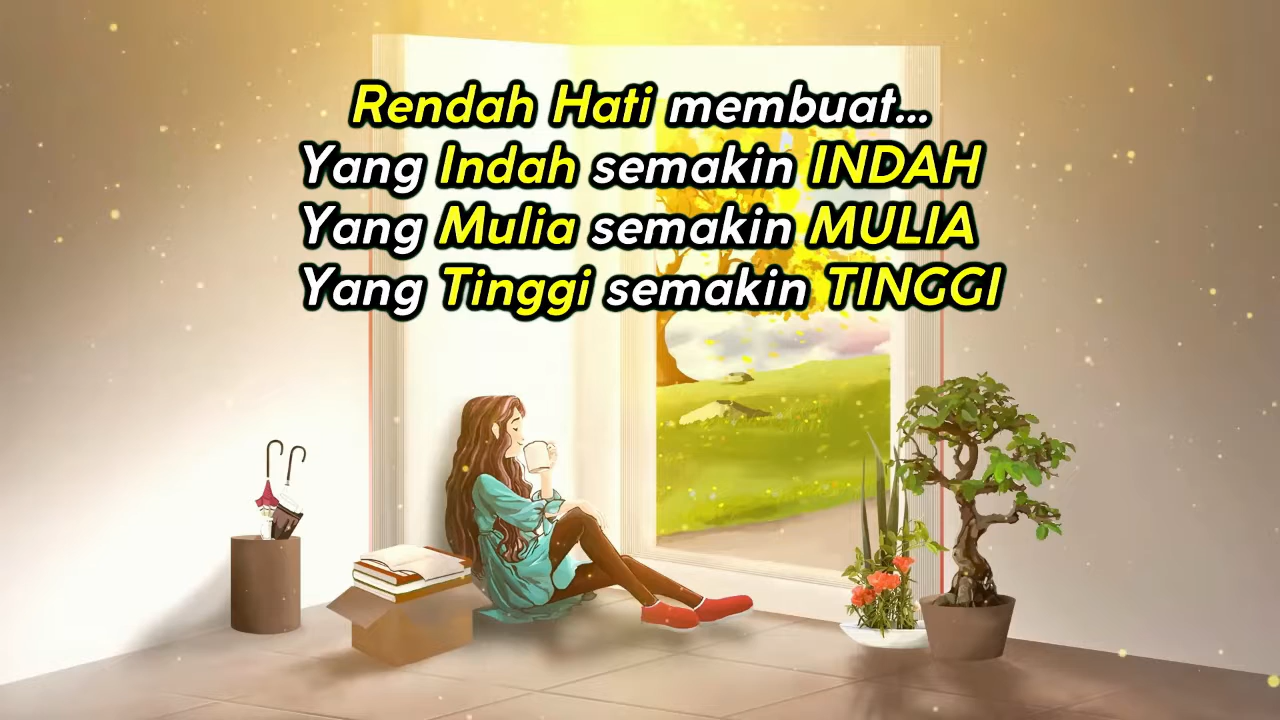 Rendah Hati membuat...
Yang Indah semakin INDAH
Yang Mulia semakin MULIA
Yang Tinggi semakin TINGGI